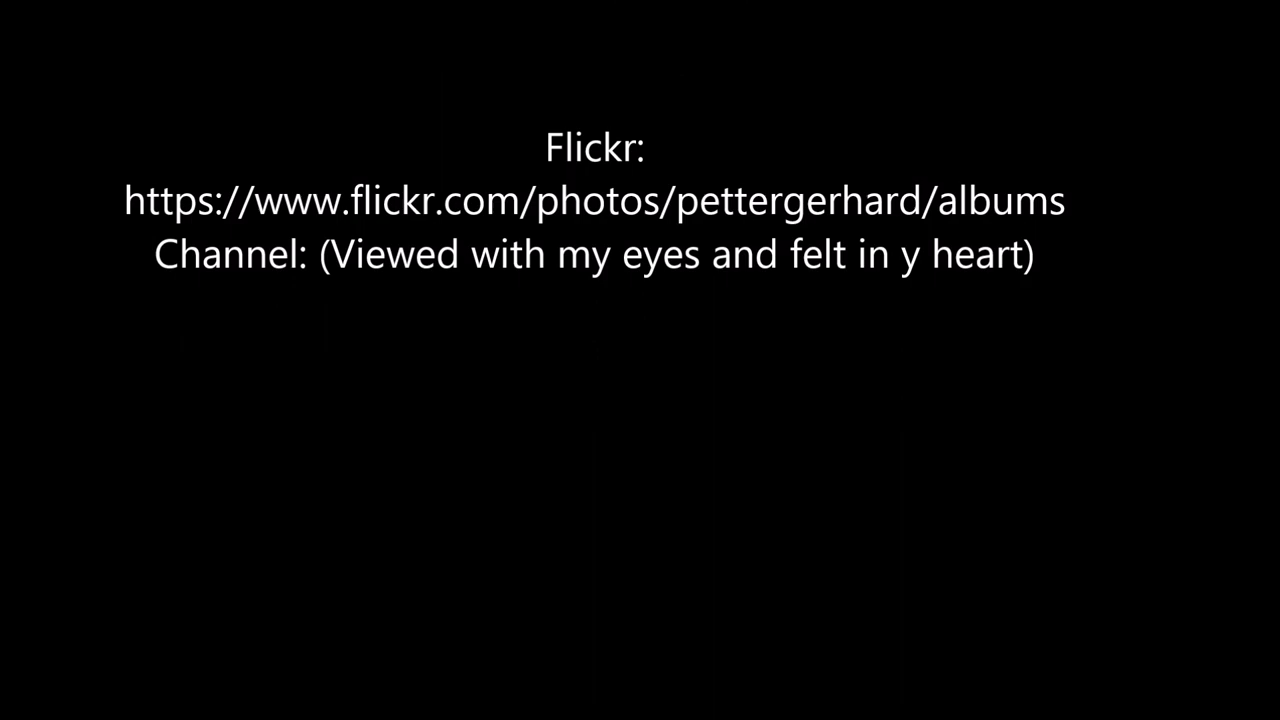 Flickr:
https://www.flickr.com/photos/pettergerhard/albums
Channel: (Viewed with my eyes and felt in y heart)